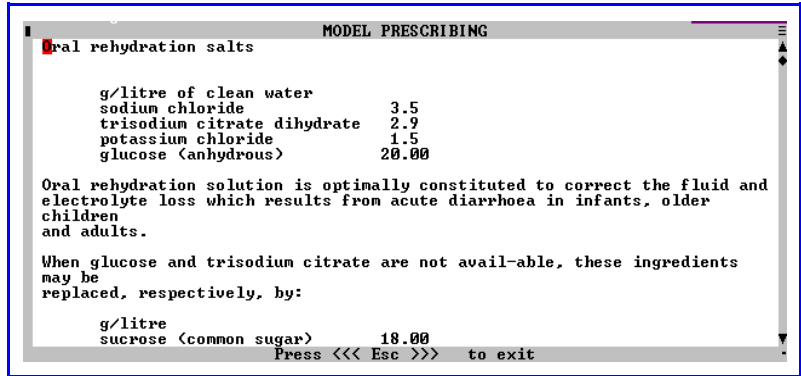 MODEL PRESCRIBING
Oral rehydration salts
g/litre of clean water
sodium chloride 3.5
trisodium citrate dihydrate 2.9
potassium chloride 1.5
glucose (anhydrous) 20.00
Oral rehydration solution is optimally constituted to correct the fluid and
electrolyte loss which results from acute diarrhoea in infants, older
children
and adults.
When glucose and trisodium citrate are not avail-able, these ingredients
may be
replaced, respectively, by:
g/litre
sucrose (common sugar) 18.00
Press <<< Esc >>> to exit